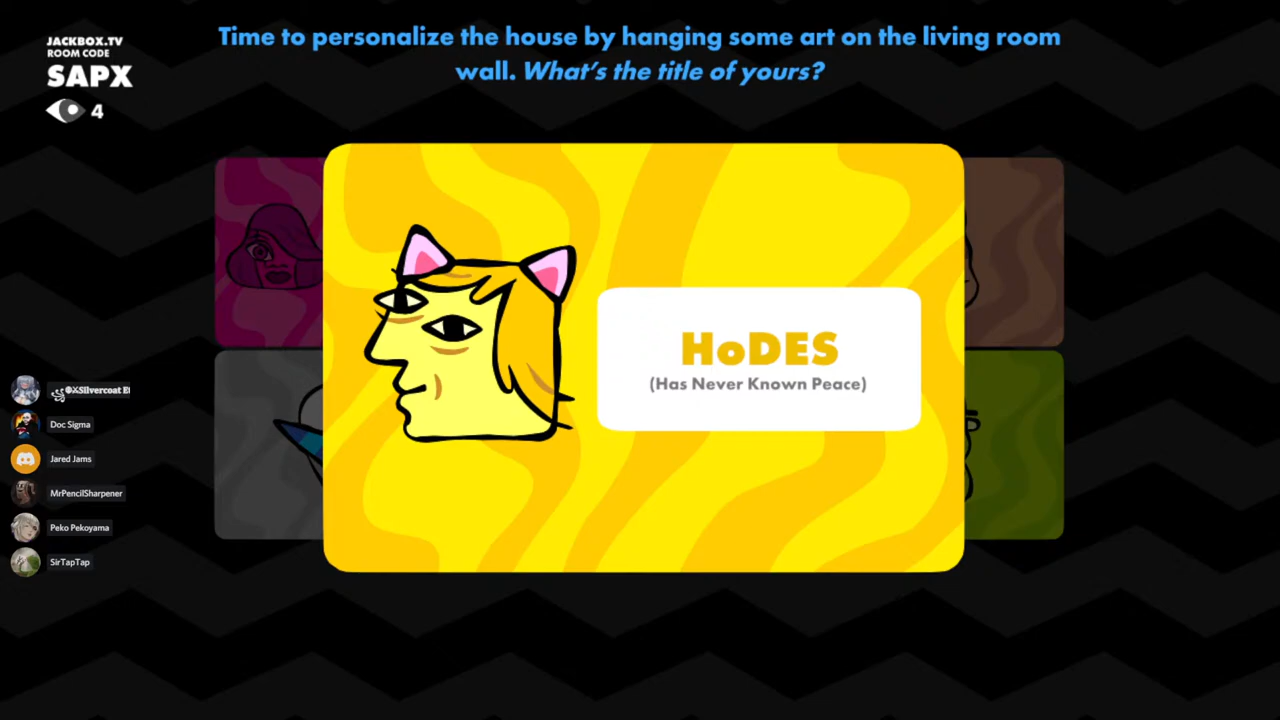 JACKBOX.TV
ROOM CODE
SAPX
4
Time to personalize the house by hanging some art on the living room
wall. What's the title of yours?
HoDES
(Has Never Known Peace)
Silvercoat
Doc Sigma
Jared Jams
MrPencilSharpener
Peko Pekoyama
SirTapTap